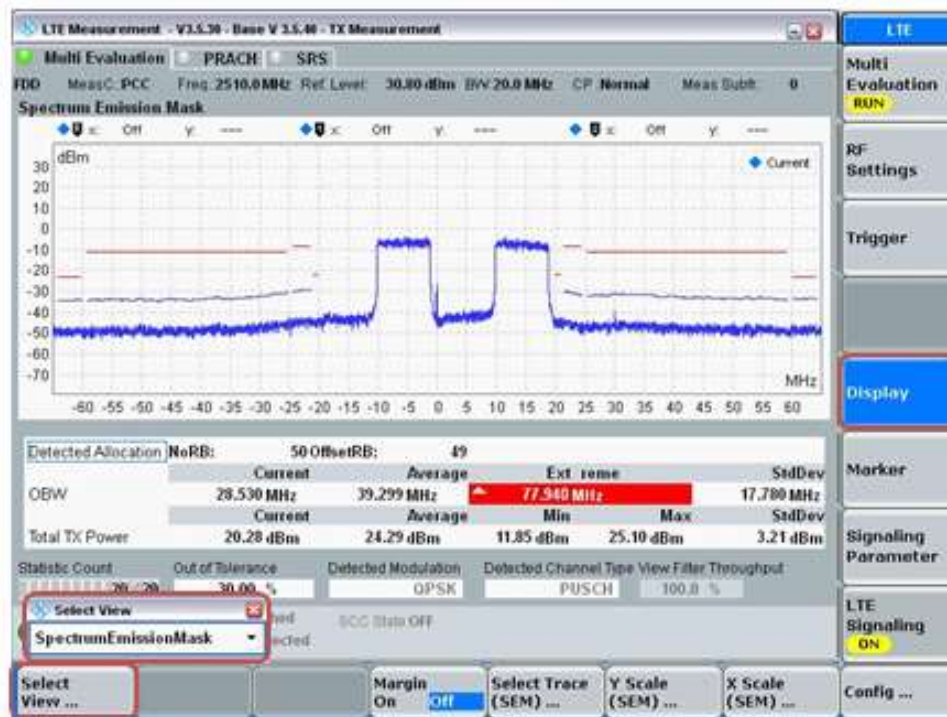 LTE Measurement - V3.5.30 - Base V 3.5.40 - TX Measurement
Multi Evaluation PRACH SRS
FDD MeasC: PCC Freq: 2510.0 MHz Ref. Level: 30.80 dBm BW: 20.0 MHz CP: Normal Meas Subfr.: 0
Spectrum Emission Mask
x: Off y: --- x: Off y: --- x: Off y: ---
dBm
Current
30
20
10
0
-10
-20
-30
-40
-50
-60
-70
MHz
-60 -55 -50 -45 -40 -35 -30 -25 -20 -15 -10 -5 0 5 10 15 20 25 30 35 40 45 50 55 60
Detected Allocation NoRB: 50 OffsetRB: 49
Current Average Ext reme StdDev
OBW 28.530 MHz 39.299 MHz 77.940 MHz 17.780 MHz
Current Average Min Max StdDev
Total TX Power 20.28 dBm 24.29 dBm 11.85 dBm 25.10 dBm 3.21 dBm
Statistic Count Out of Tolerance Detected Modulation Detected Channel Type View Filter Throughput
20 / 20 30.00 % QPSK PUSCH 100.0 %
Select View
SpectrumEmissionMask
SCC State OFF
Select View ...
Margin On Off
Select Trace (SEM) ...
Y Scale (SEM) ...
X Scale (SEM) ...
LTE
Multi
Evaluation
RUN
RF
Settings
Trigger
Display
Marker
Signaling
Parameter
LTE
Signaling
ON
Config ...